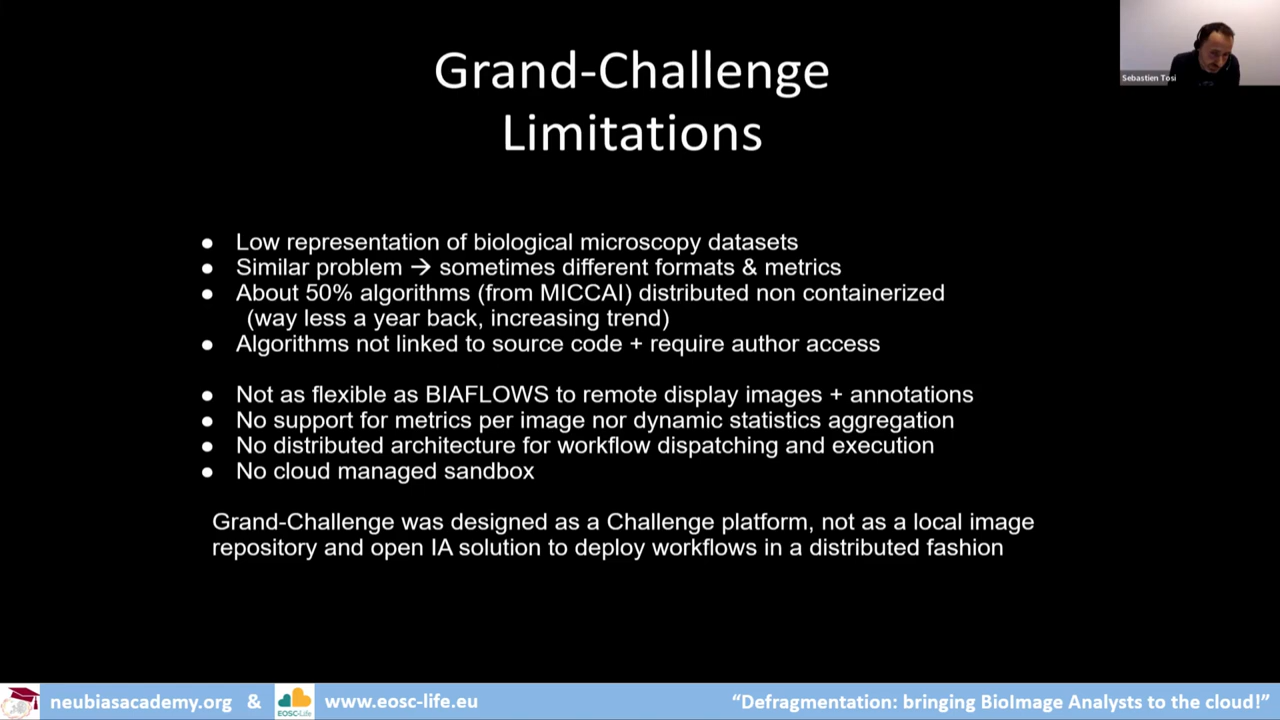 Grand-Challenge
Limitations
Sebastien Tosi
● Low representation of biological microscopy datasets
● Similar problem → sometimes different formats & metrics
● About 50% algorithms (from MICCAI) distributed non containerized
(way less a year back, increasing trend)
● Algorithms not linked to source code + require author access
● Not as flexible as BIAFLOWS to remote display images + annotations
● No support for metrics per image nor dynamic statistics aggregation
● No distributed architecture for workflow dispatching and execution
● No cloud managed sandbox
Grand-Challenge was designed as a Challenge platform, not as a local image
repository and open IA solution to deploy workflows in a distributed fashion
neubiasacademy.org & EOSC-Life www.eosc-life.eu “Defragmentation: bringing BioImage Analysts to the cloud!”